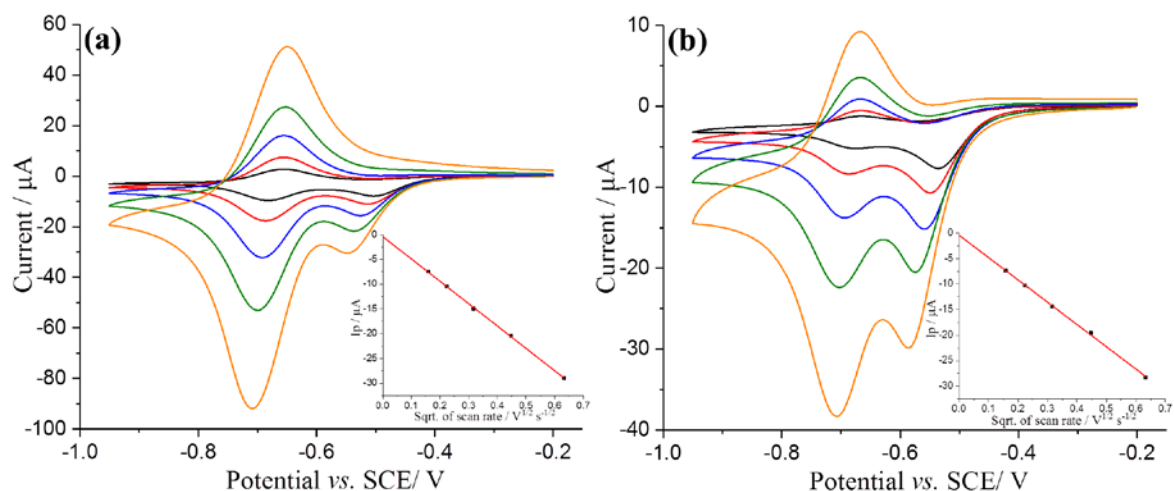 (a)
60
40
20
0
-20
-40
-60
-80
-100
Current / μA
-1.0 -0.8 -0.6 -0.4 -0.2
Potential vs. SCE/ V
0
-5
-10
-15
-20
-25
-30
Ip / μA
0.0 0.1 0.2 0.3 0.4 0.5 0.6 0.7
Sqrt. of scan rate / V^1/2 s^-1/2
(b)
10
0
-10
-20
-30
-40
Current / μA
-1.0 -0.8 -0.6 -0.4 -0.2
Potential vs. SCE/ V
0
-5
-10
-15
-20
-25
-30
Ip / μA
0.0 0.1 0.2 0.3 0.4 0.5 0.6 0.7
Sqrt. of scan rate / V^1/2 s^-1/2